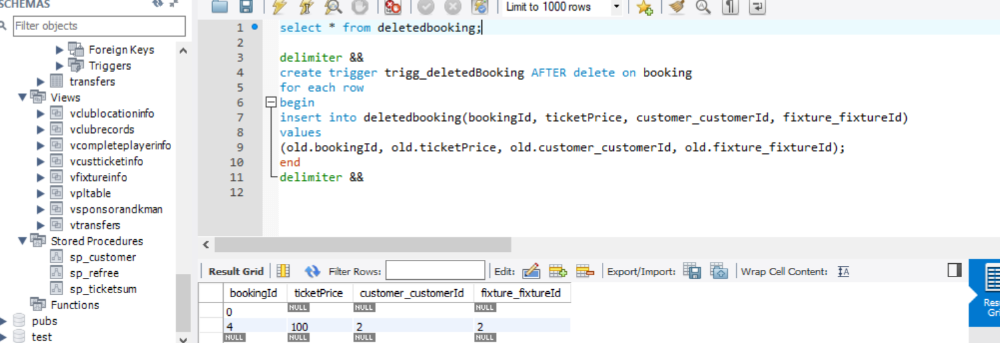 SCHEMAS
Filter objects
Foreign Keys
Triggers
transfers
Views
vclublocationinfo
vclubrecords
vcompleteplayerinfo
vcustticketinfo
vfixtureinfo
vpltable
vsponsorandkman
vtransfers
Stored Procedures
sp_customer
sp_refree
sp_ticketsum
Functions
pubs
test
Limit to 1000 rows
1 select * from deletedbooking;
2
3 delimiter &&
4 create trigger trigg_deletedBooking AFTER delete on booking
5 for each row
6 begin
7 insert into deletedbooking(bookingId, ticketPrice, customer_customerId, fixture_fixtureId)
8 values
9 (old.bookingId, old.ticketPrice, old.customer_customerId, old.fixture_fixtureId);
10 end
11 delimiter &&
12
Result Grid Filter Rows: Edit: Export/Import: Wrap Cell Content: IA
bookingId ticketPrice customer_customerId fixture_fixtureId
0 NULL NULL NULL
4 100 2 2
NULL NULL NULL NULL